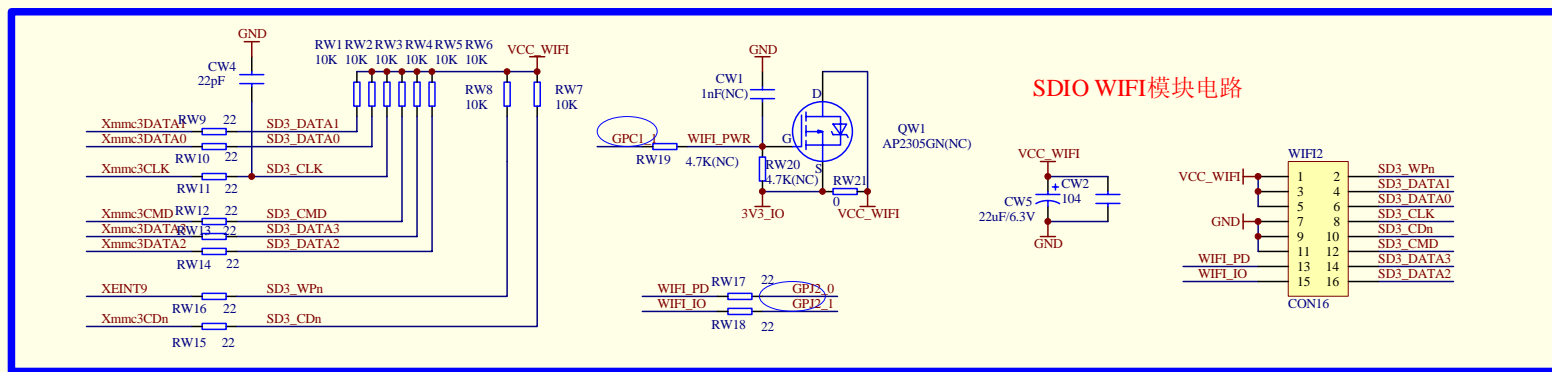 GND
CW4
22pF
RW1 RW2 RW3 RW4 RW5 RW6
10K 10K 10K 10K 10K 10K
VCC_WIFI
RW8
10K
RW7
10K
Xmmc3DATA1
RW9
22
SD3_DATA1
Xmmc3DATA0
RW10
22
SD3_DATA0
Xmmc3CLK
RW11
22
SD3_CLK
Xmmc3CMD
RW12
22
SD3_CMD
Xmmc3DATA3
RW13
22
SD3_DATA3
Xmmc3DATA2
RW14
22
SD3_DATA2
XEINT9
RW16
22
SD3_WPn
Xmmc3CDn
RW15
22
SD3_CDn
GND
CW1
1nF(NC)
D
G
S
QW1
AP2305GN(NC)
GPC1_1
RW19
WIFI_PWR
4.7K(NC)
RW20
4.7K(NC)
RW21
0
3V3_IO
VCC_WIFI
WIFI_PD
RW17
22
GPJ2_0
WIFI_IO
RW18
22
GPJ2_1
SDIO WIFI模块电路
VCC_WIFI
+
CW2
104
CW5
22uF/6.3V
GND
WIFI2
VCC_WIFI
1 2 SD3_WPn
3 4 SD3_DATA1
5 6 SD3_DATA0
GND 7 8 SD3_CLK
9 10 SD3_CDn
11 12 SD3_CMD
WIFI_PD 13 14 SD3_DATA3
WIFI_IO 15 16 SD3_DATA2
CON16